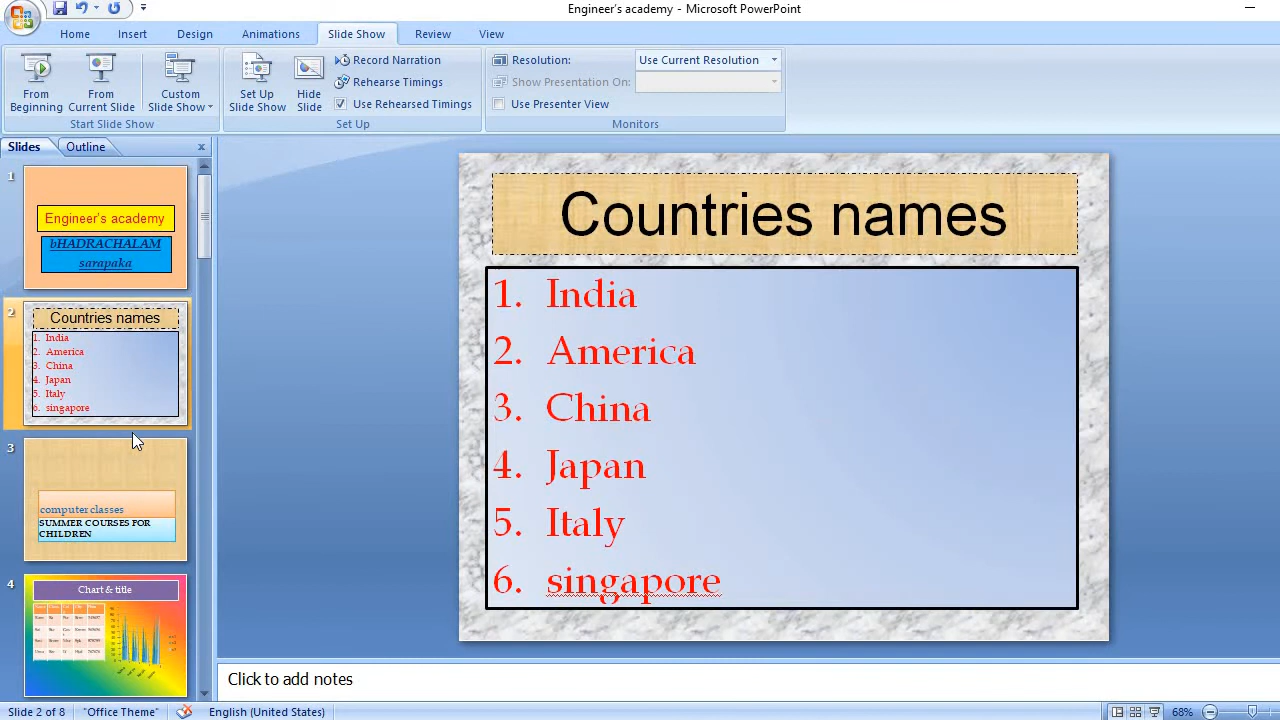 Engineer's academy - Microsoft PowerPoint
Home Insert Design Animations Slide Show Review View
From Beginning
From Current Slide
Custom Slide Show
Start Slide Show
Set Up Slide Show
Hide Slide
Record Narration
Rehearse Timings
Use Rehearsed Timings
Set Up
Resolution: Use Current Resolution
Show Presentation On:
Use Presenter View
Monitors
Slides Outline x
1
Engineer's academy
bHADRACHALAM
sarapaka
2
Countries names
1. India
2. America
3. China
4. Japan
5. Italy
6. singapore
3
computer classes
SUMMER COURSES FOR
CHILDREN
4
Chart & title
Countries names
1. India
2. America
3. China
4. Japan
5. Italy
6. singapore
Click to add notes
Slide 2 of 8 "Office Theme" English (United States) 68%